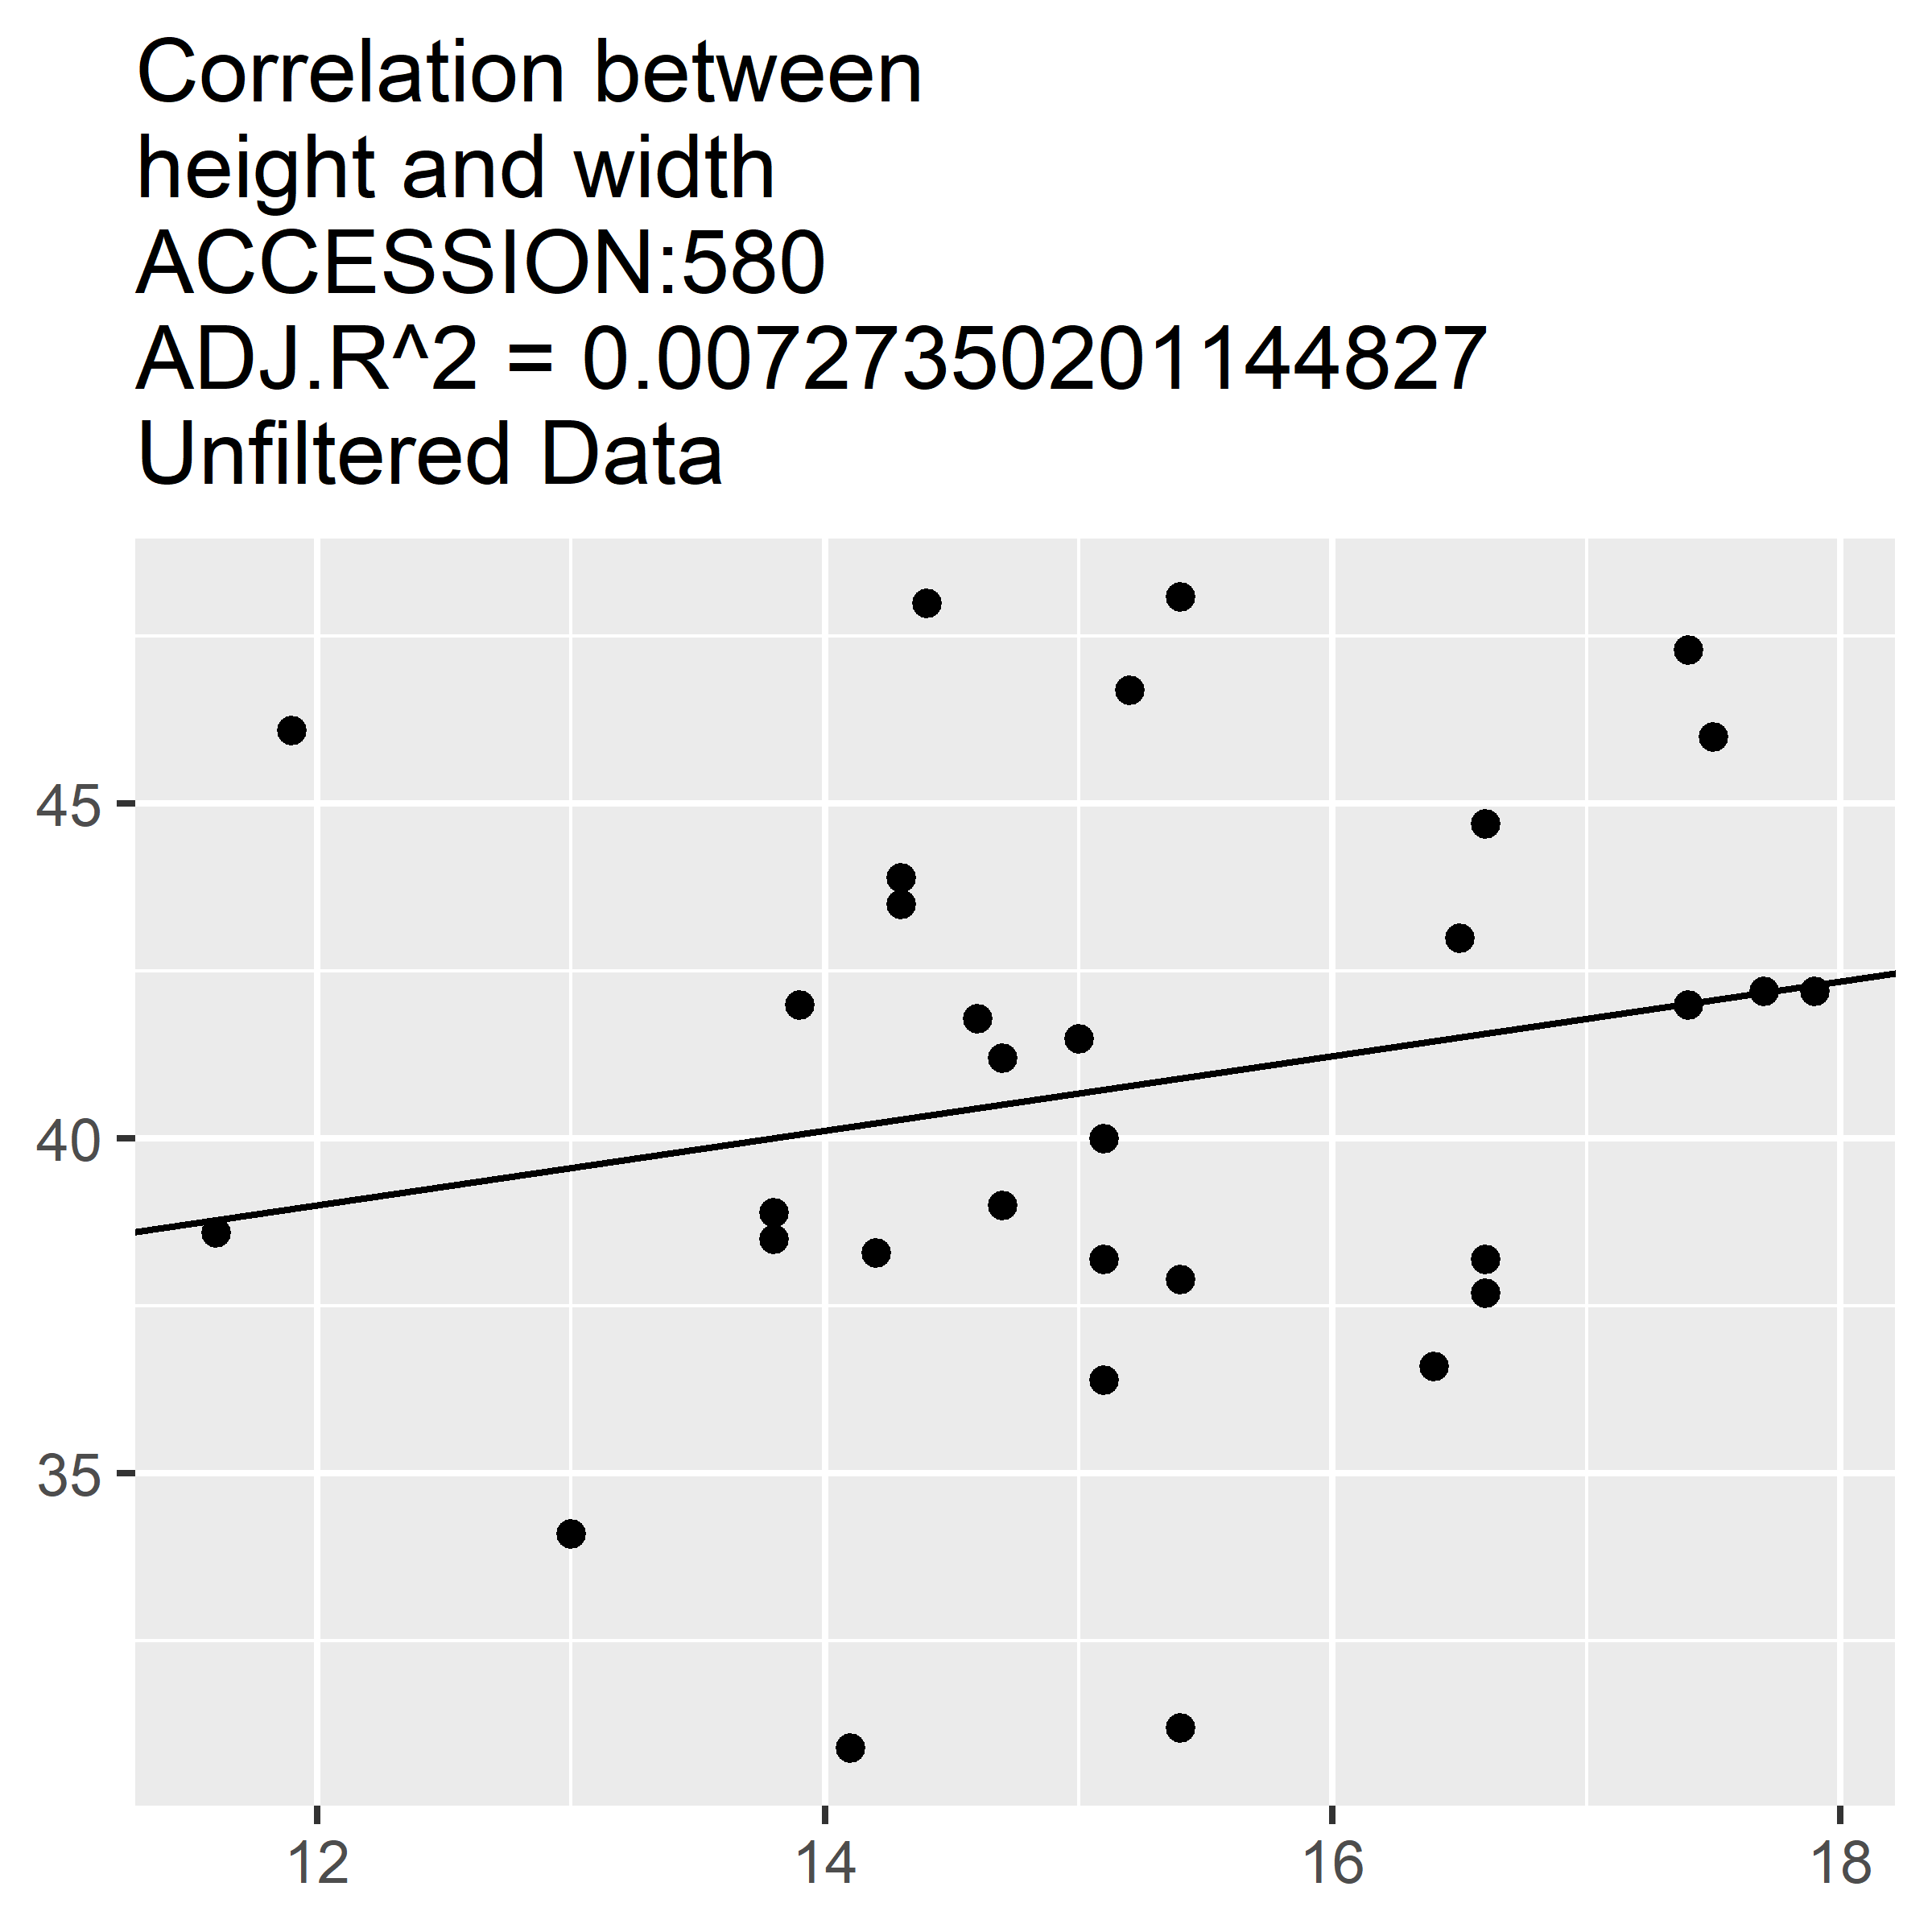 Correlation between
height and width
ACCESSION:580
ADJ.R^2 = 0.00727350201144827
Unfiltered Data
45
40
35
12 14 16 18